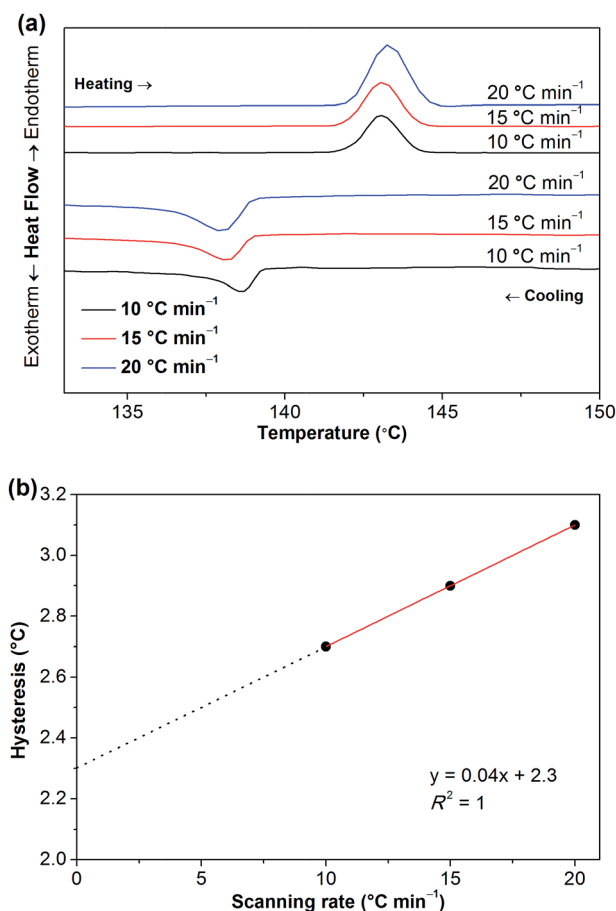 (a)
Heating →
20 °C min⁻¹
15 °C min⁻¹
10 °C min⁻¹
20 °C min⁻¹
15 °C min⁻¹
10 °C min⁻¹
← Cooling
10 °C min⁻¹
15 °C min⁻¹
20 °C min⁻¹
Exotherm ← Heat Flow → Endotherm
135 140 145 150
Temperature (°C)
(b)
3.2
3.0
2.8
2.6
2.4
2.2
2.0
Hysteresis (°C)
y = 0.04x + 2.3
R² = 1
0 5 10 15 20
Scanning rate (°C min⁻¹)